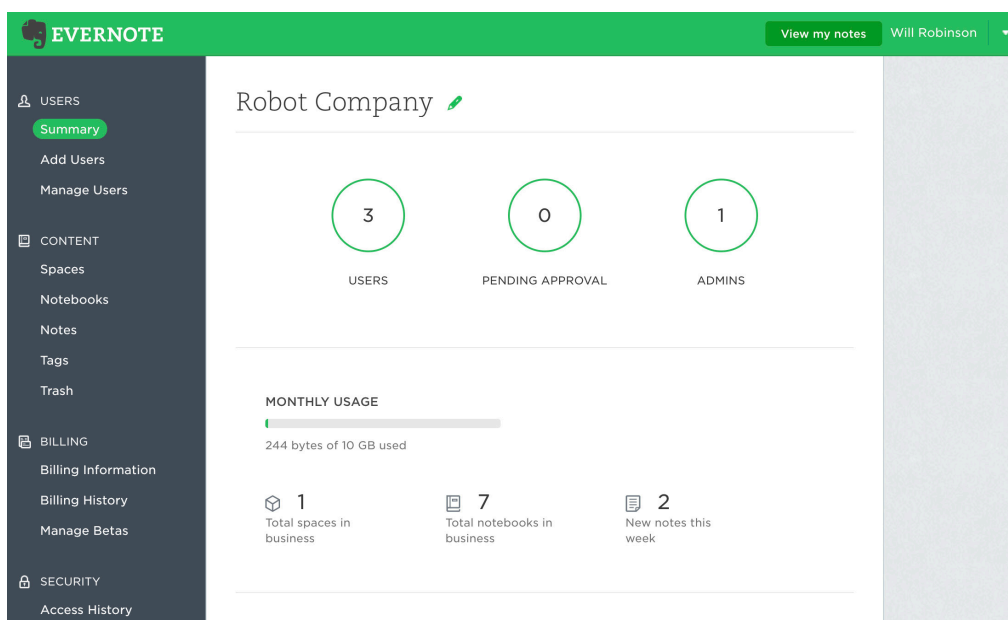 EVERNOTE
View my notes
Will Robinson
USERS
Summary
Add Users
Manage Users
CONTENT
Spaces
Notebooks
Notes
Tags
Trash
BILLING
Billing Information
Billing History
Manage Betas
SECURITY
Access History
Robot Company
3
USERS
0
PENDING APPROVAL
1
ADMINS
MONTHLY USAGE
244 bytes of 10 GB used
1
Total spaces in
business
7
Total notebooks in
business
2
New notes this
week